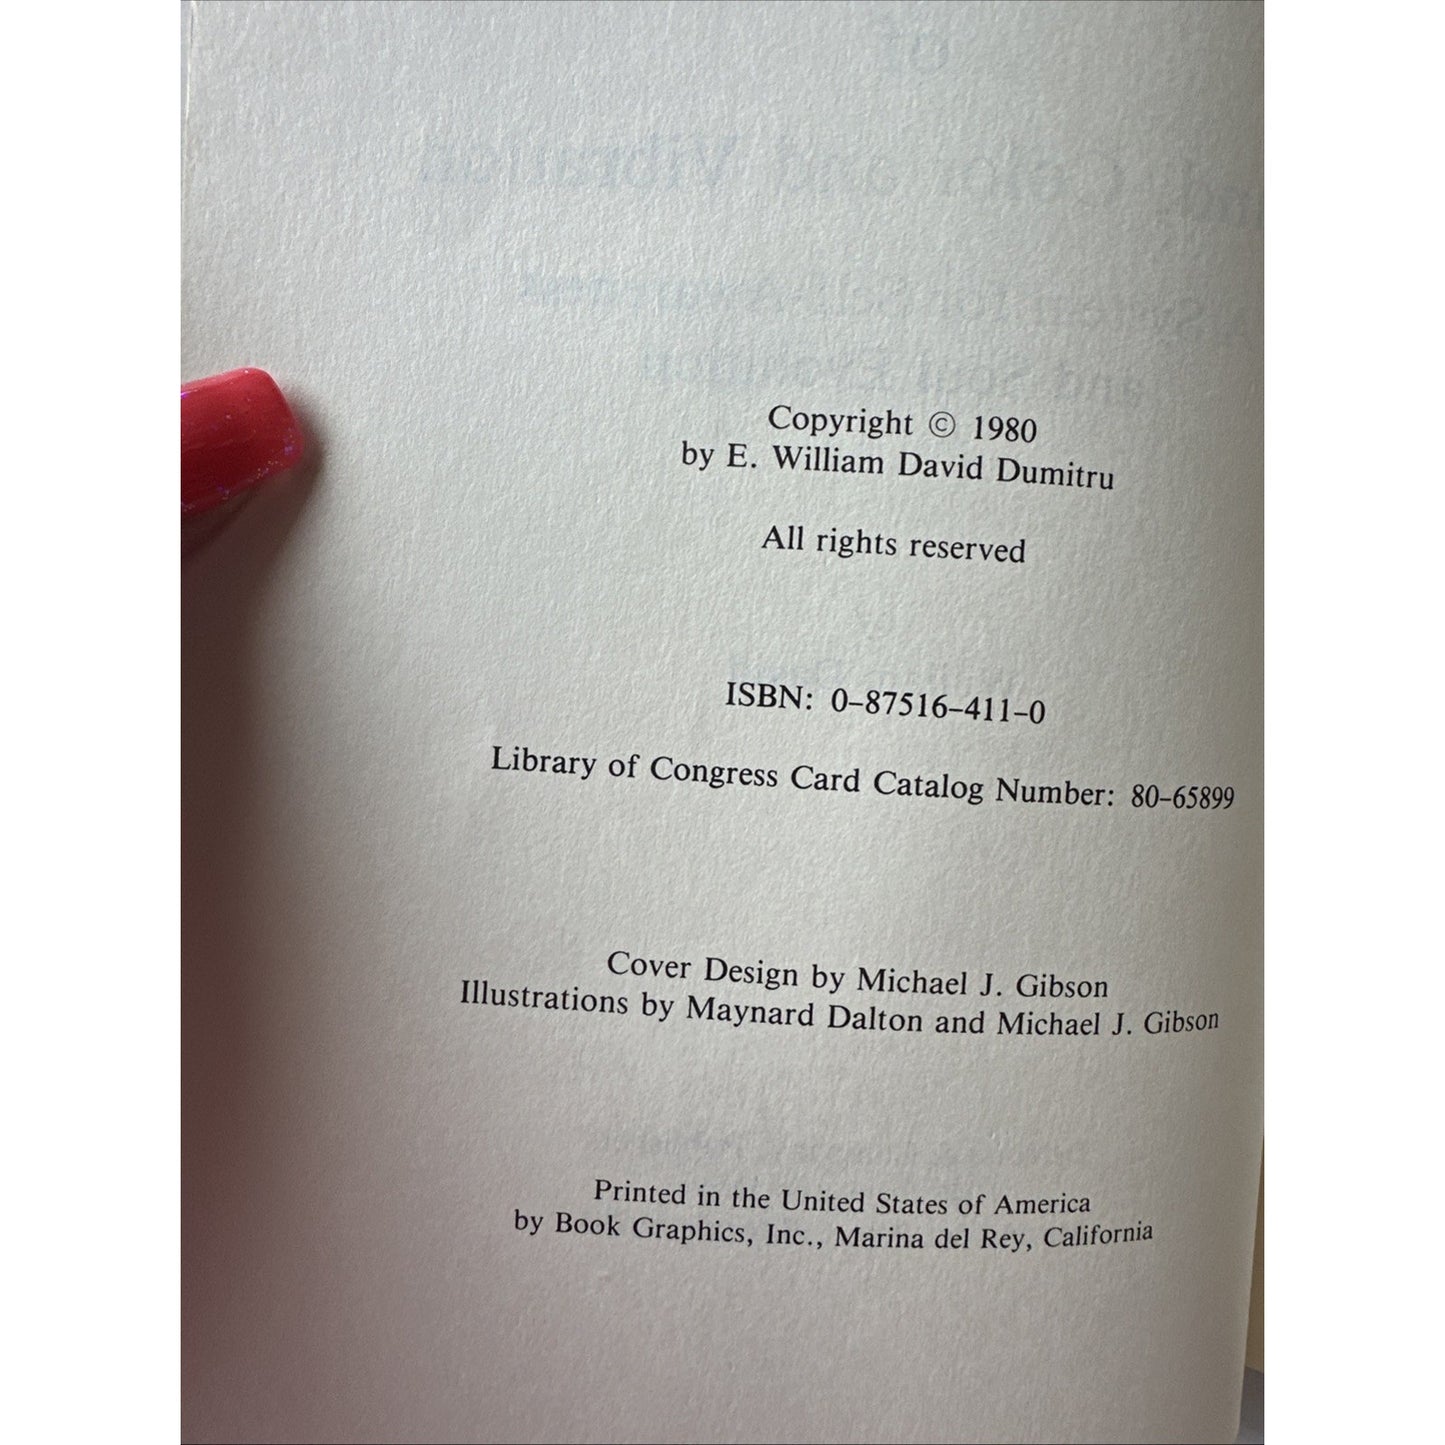 Copyright © 1980
by E. William David Dumitru
All rights reserved
ISBN: 0-87516-411-0
Library of Congress Card Catalog Number: 80-65899
Cover Design by Michael J. Gibson
Illustrations by Maynard Dalton and Michael J. Gibson
Printed in the United States of America
by Book Graphics, Inc., Marina del Rey, California